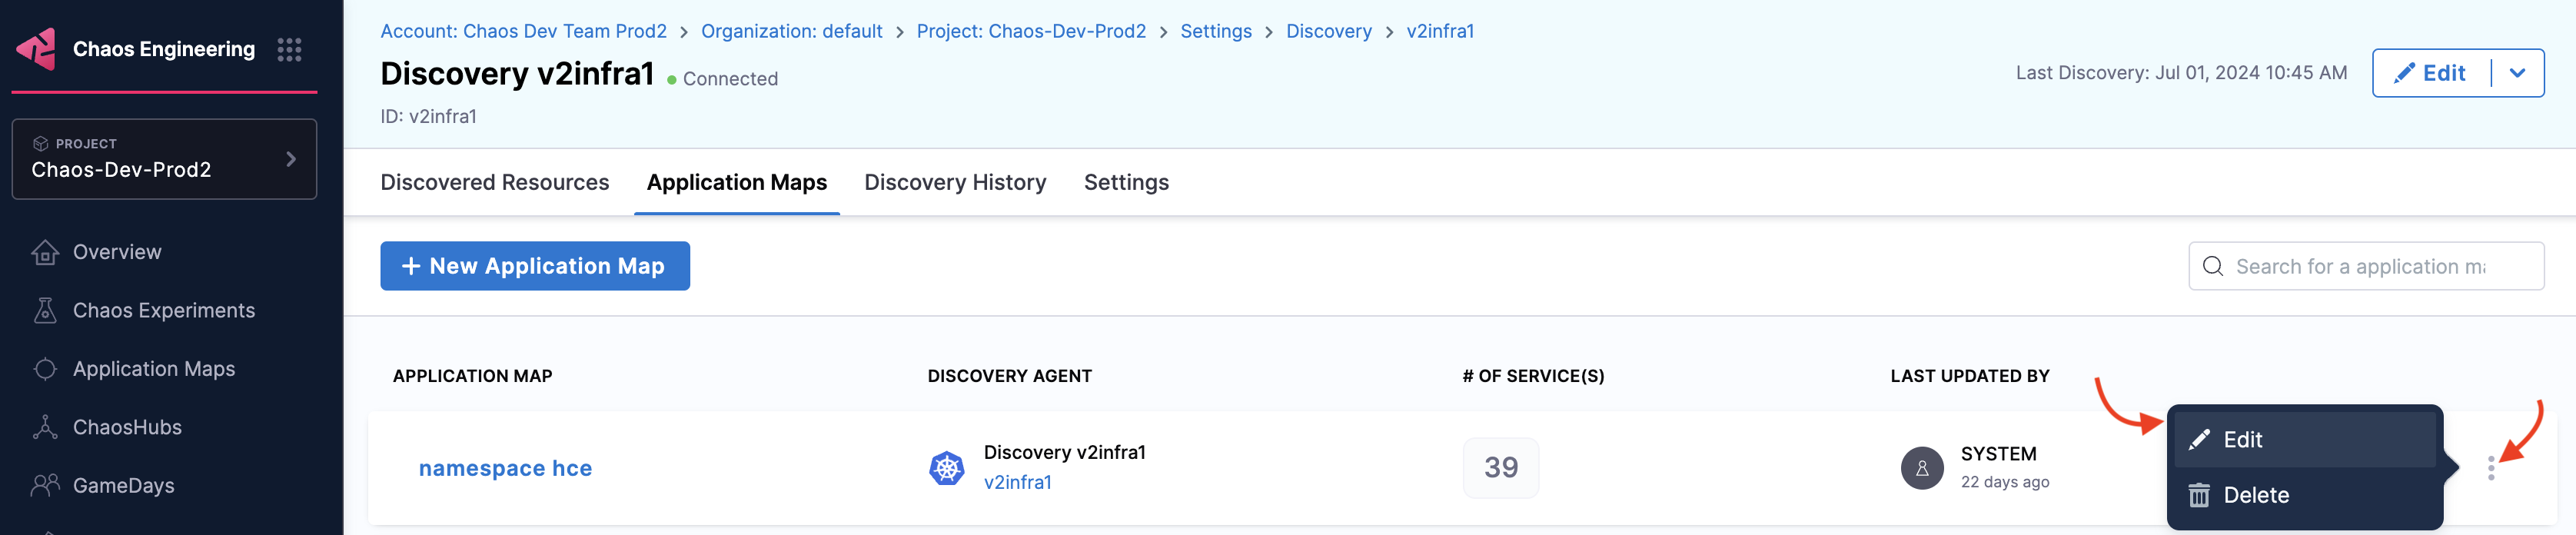 Chaos Engineering
PROJECT
Chaos-Dev-Prod2
Overview
Chaos Experiments
Application Maps
ChaosHubs
GameDays
Account: Chaos Dev Team Prod2 > Organization: default > Project: Chaos-Dev-Prod2 > Settings > Discovery > v2infra1
Discovery v2infra1 Connected
ID: v2infra1
Last Discovery: Jul 01, 2024 10:45 AM
Edit
Discovered Resources Application Maps Discovery History Settings
+ New Application Map
Search for a application ma
APPLICATION MAP DISCOVERY AGENT # OF SERVICE(S) LAST UPDATED BY
namespace hce
Discovery v2infra1
v2infra1
39
SYSTEM
22 days ago
Edit
Delete